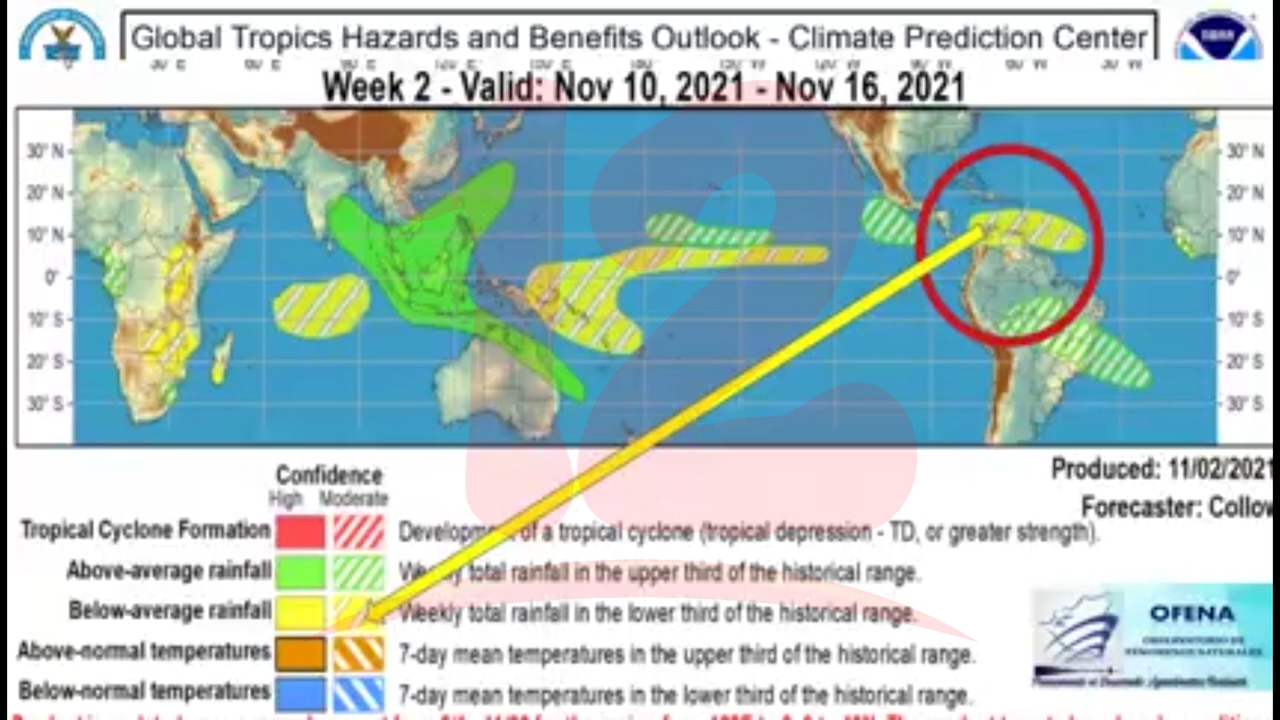 Global Tropics Hazards and Benefits Outlook - Climate Prediction Center
Week 2 - Valid: Nov 10, 2021 - Nov 16, 2021
30° N 30° N
20° N 20° N
10° N 10° N
0° 0°
10° S 10° S
20° S 20° S
30° S 30° S
Produced: 11/02/2021
Forecaster: Collow
Confidence
High Moderate
Tropical Cyclone Formation Development of a tropical cyclone (tropical depression - TD, or greater strength).
Above-average rainfall Weekly total rainfall in the upper third of the historical range.
Below-average rainfall Weekly total rainfall in the lower third of the historical range.
Above-normal temperatures 7-day mean temperatures in the upper third of the historical range.
Below-normal temperatures 7-day mean temperatures in the lower third of the historical range.
OFENA
OBSERVATORIO DE
FENOMENOS NATURALES